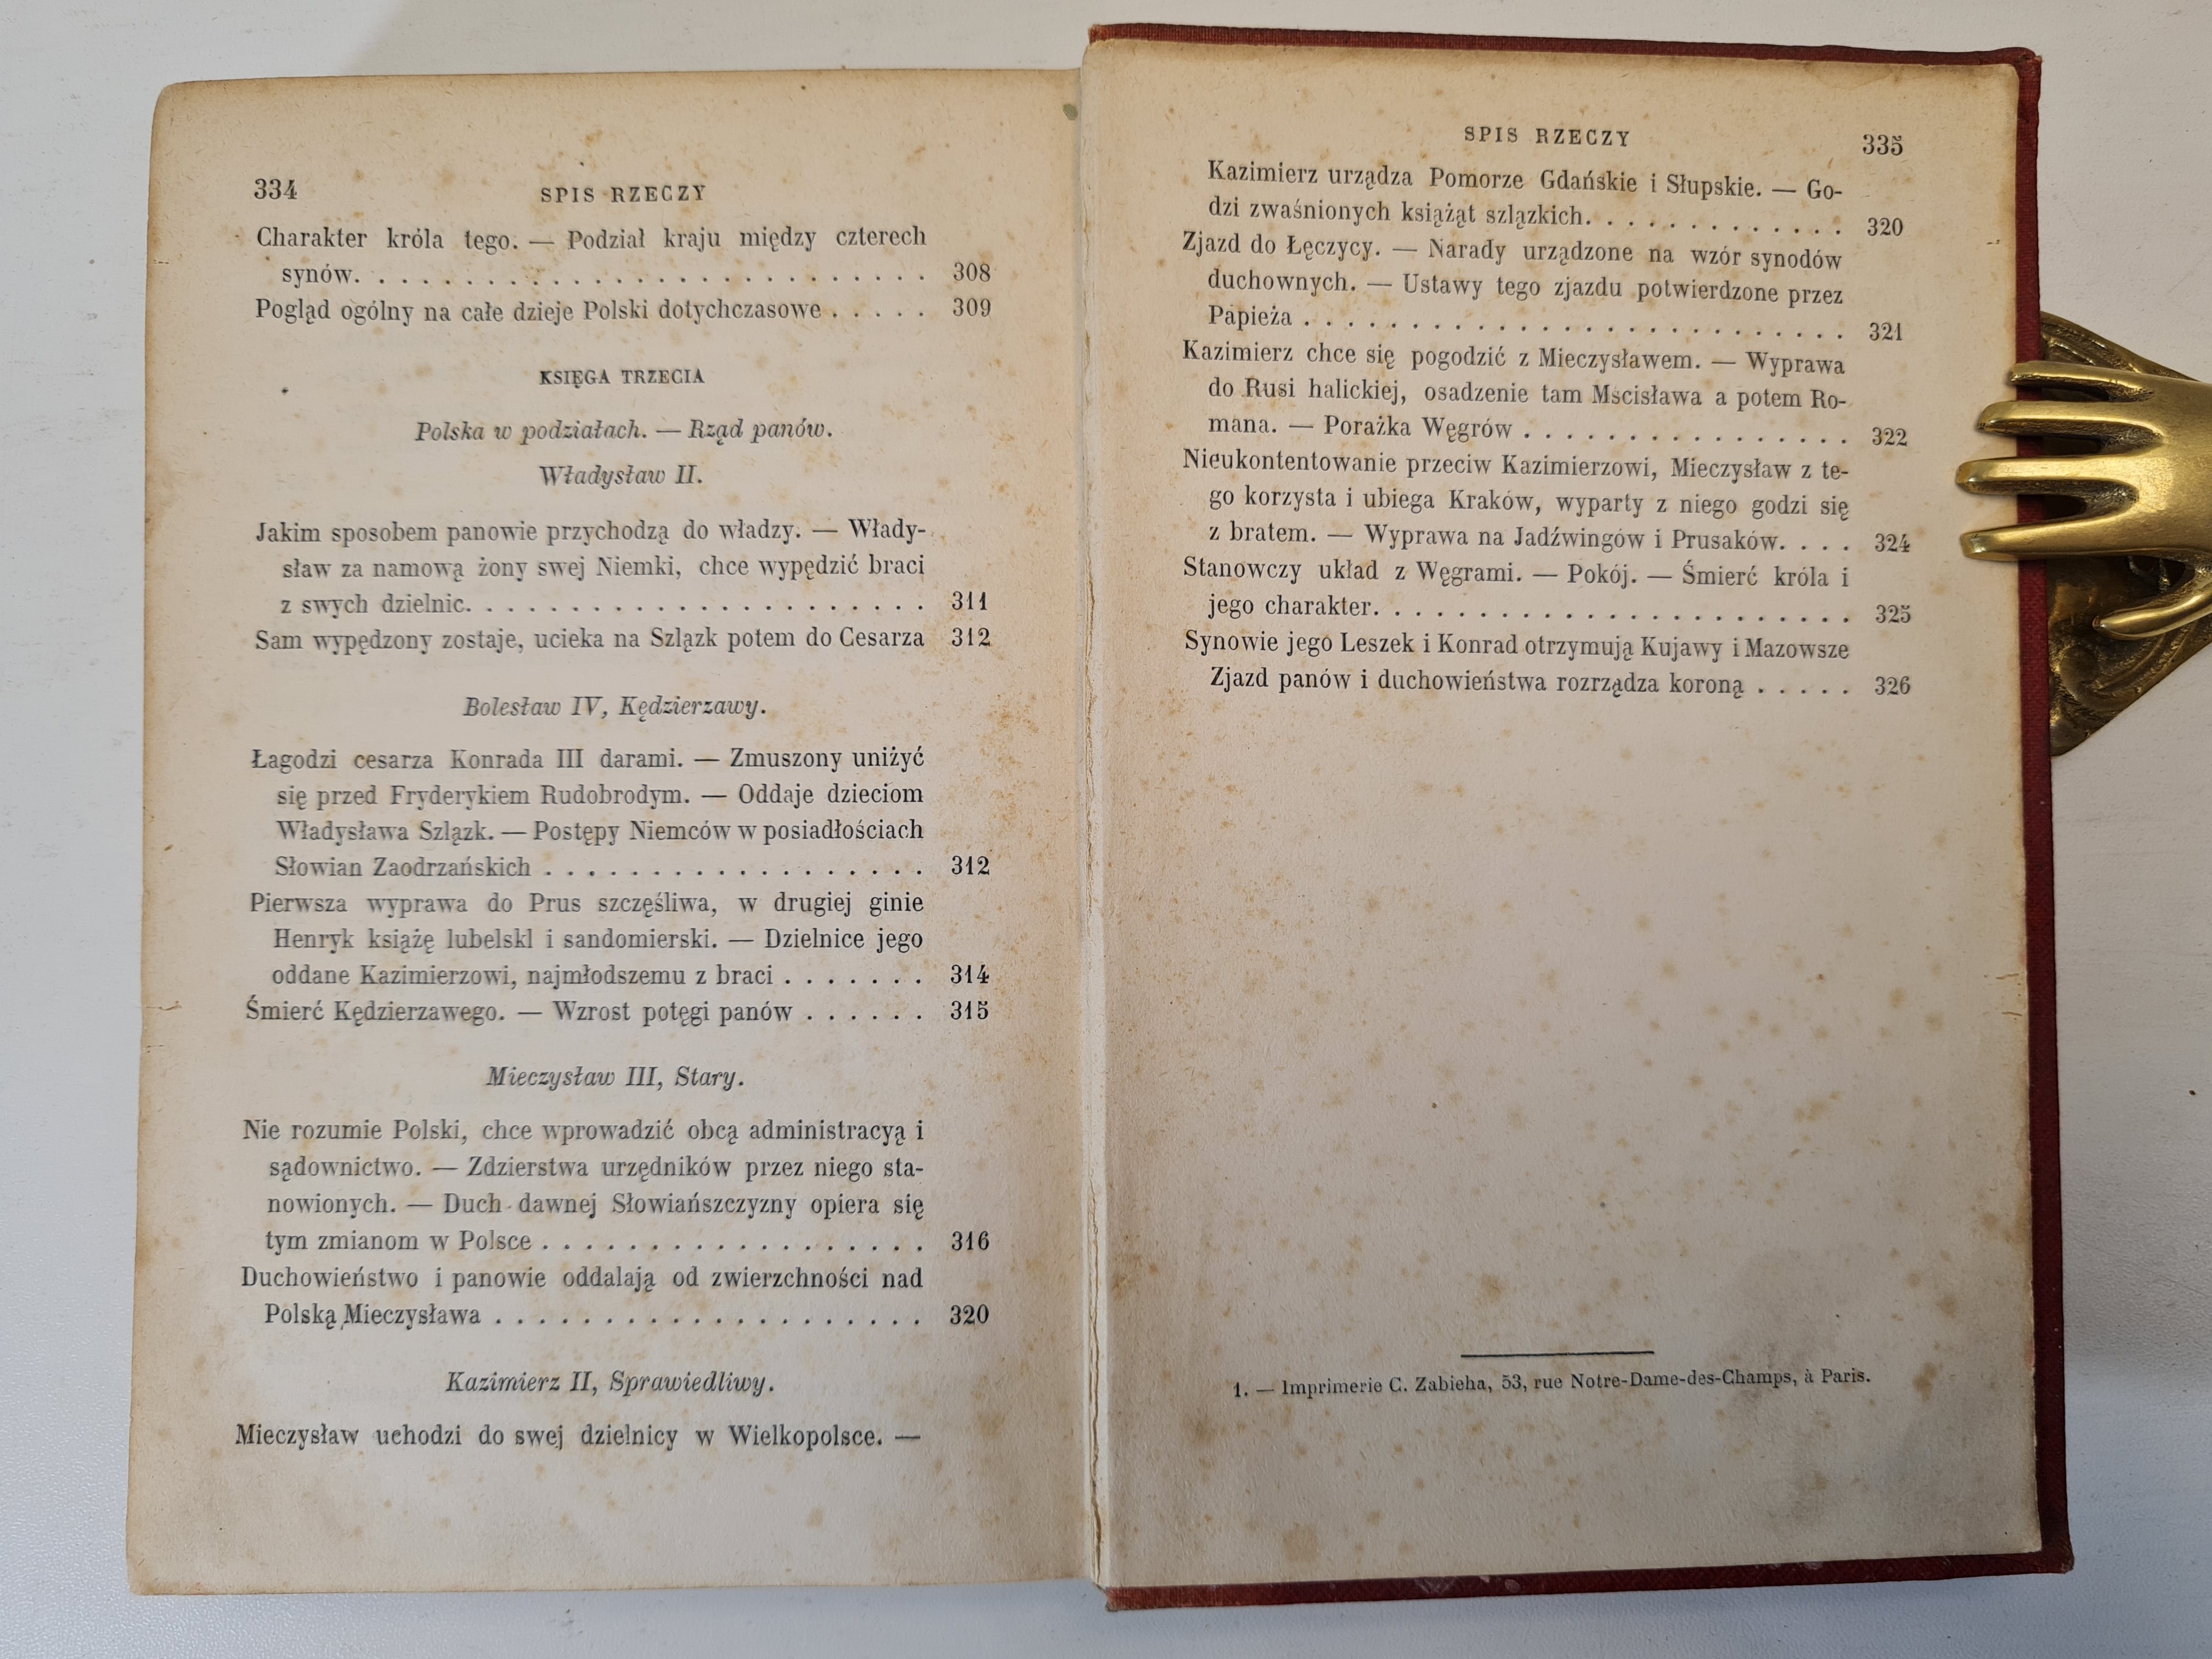 334
SPIS RZECZY
Charakter króla tego. — Podział kraju między czterech
synów. . . . . . . . . . . . . . . . . . . . . . . . . . . 308
Pogląd ogólny na całe dzieje Polski dotychczasowe . . . . . 309
KSIĘGA TRZECIA
Polska w podziałach. — Rząd panów.
Władysław II.
Jakim sposobem panowie przychodzą do władzy. — Włady-
sław za namową żony swej Niemki, chce wypędzić braci
z swych dzielnic. . . . . . . . . . . . . . . . . . . . . . 311
Sam wypędzony zostaje, ucieka na Szlązk potem do Cesarza 312
Bolesław IV, Kędzierzawy.
Łagodzi cesarza Konrada III darami. — Zmuszony uniżyć
się przed Fryderykiem Rudobrodym. — Oddaje dzieciom
Władysława Szlązk. — Postępy Niemców w posiadłościach
Słowian Zaodrzańskich . . . . . . . . . . . . . . . . . . 312
Pierwsza wyprawa do Prus szczęśliwa, w drugiej ginie
Henryk książę lubelskl i sandomierski. — Dzielnice jego
oddane Kazimierzowi, najmłodszemu z braci . . . . . . . 314
Śmierć Kędzierzawego. — Wzrost potęgi panów . . . . . . 315
Mieczysław III, Stary.
Nie rozumie Polski, chce wprowadzić obcą administracyą i
sądownictwo. — Zdzierstwa urzędników przez niego sta-
nowionych. — Duch dawnej Słowiańszczyzny opiera się
tym zmianom w Polsce . . . . . . . . . . . . . . . . . . 316
Duchowieństwo i panowie oddalają od zwierzchności nad
Polską Mieczysława . . . . . . . . . . . . . . . . . . . . 320
Kazimierz II, Sprawiedliwy.
Mieczysław uchodzi do swej dzielnicy w Wielkopolsce. —
SPIS RZECZY
335
Kazimierz urządza Pomorze Gdańskie i Słupskie. — Go-
dzi zwaśnionych książąt szlązkich. . . . . . . . . . . . . 320
Zjazd do Łęczycy. — Narady urządzone na wzór synodów
duchownych. — Ustawy tego zjazdu potwierdzone przez
Papieża . . . . . . . . . . . . . . . . . . . . . . . . . . 321
Kazimierz chce się pogodzić z Mieczysławem. — Wyprawa
do Rusi halickiej, osadzenie tam Mscisława a potem Ro-
mana. — Porażka Węgrów . . . . . . . . . . . . . . . . 322
Nieukontentowanie przeciw Kazimierzowi, Mieczysław z te-
go korzysta i ubiega Kraków, wyparty z niego godzi się
z bratem. — Wyprawa na Jadźwingów i Prusaków. . . . 324
Stanowczy układ z Węgrami. — Pokój. — Śmierć króla i
jego charakter. . . . . . . . . . . . . . . . . . . . . . . 325
Synowie jego Leszek i Konrad otrzymują Kujawy i Mazowsze
Zjazd panów i duchowieństwa rozrządza koroną . . . . . 326
1. — Imprimerie C. Zabieha, 53, rue Notre-Dame-des-Champs, à Paris.